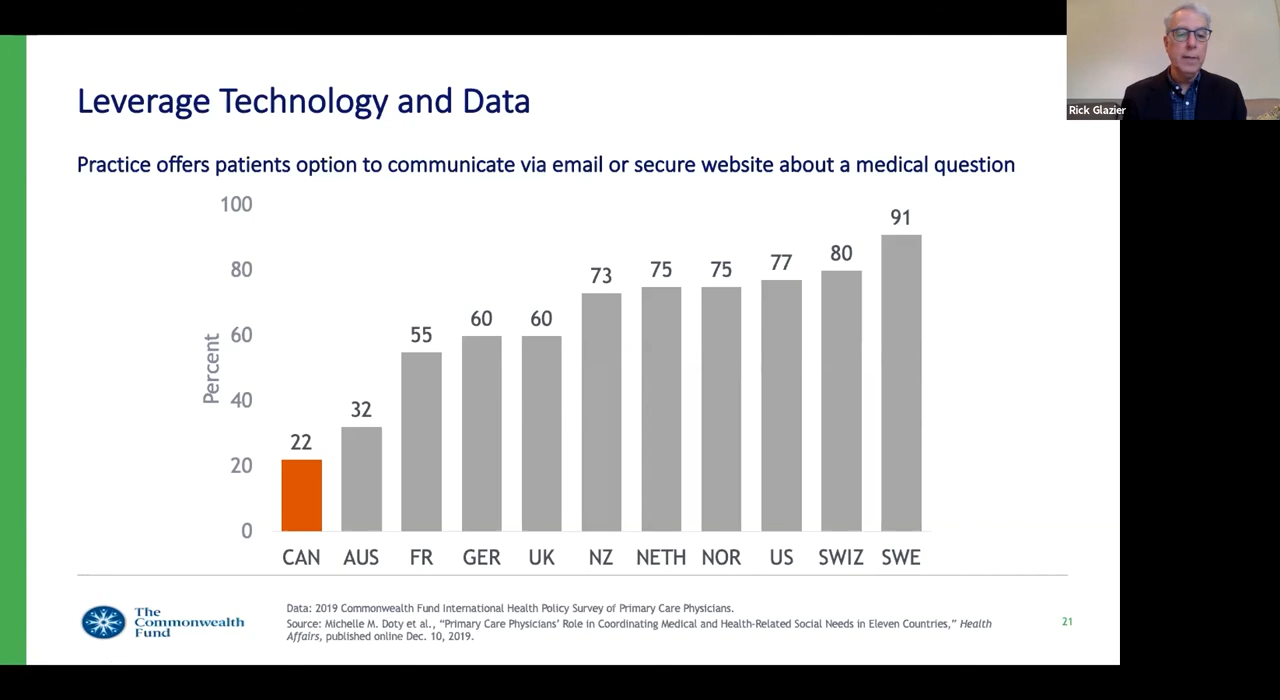 Leverage Technology and Data
Rick Glazier
Practice offers patients option to communicate via email or secure website about a medical question
Percent
100
80
60
40
20
0
22
32
55
60
60
73
75
75
77
80
91
CAN AUS FR GER UK NZ NETH NOR US SWIZ SWE
The
Commonwealth
Fund
Data: 2019 Commonwealth Fund International Health Policy Survey of Primary Care Physicians.
Source: Michelle M. Doty et al., “Primary Care Physicians’ Role in Coordinating Medical and Health-Related Social Needs in Eleven Countries,” Health
Affairs, published online Dec. 10, 2019.
21